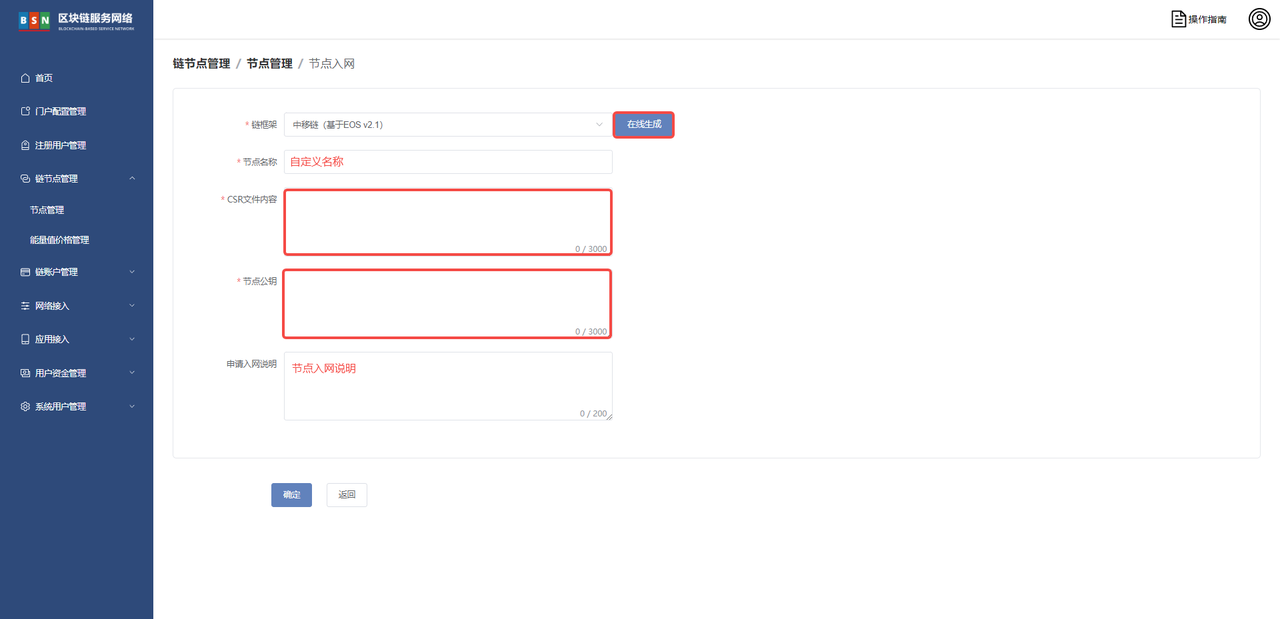 BSN 区块链服务网络
BLOCKCHAIN-BASED SERVICE NETWORK
操作指南
首页
门户配置管理
注册用户管理
链节点管理
节点管理
能量值价格管理
链账户管理
网络接入
应用接入
用户资金管理
系统用户管理
链节点管理 / 节点管理 / 节点入网
* 链框架 中移链（基于EOS v2.1） 在线生成
* 节点名称 自定义名称
* CSR文件内容
0 / 3000
* 节点公钥
0 / 3000
申请入网说明 节点入网说明
0 / 200
确定 返回